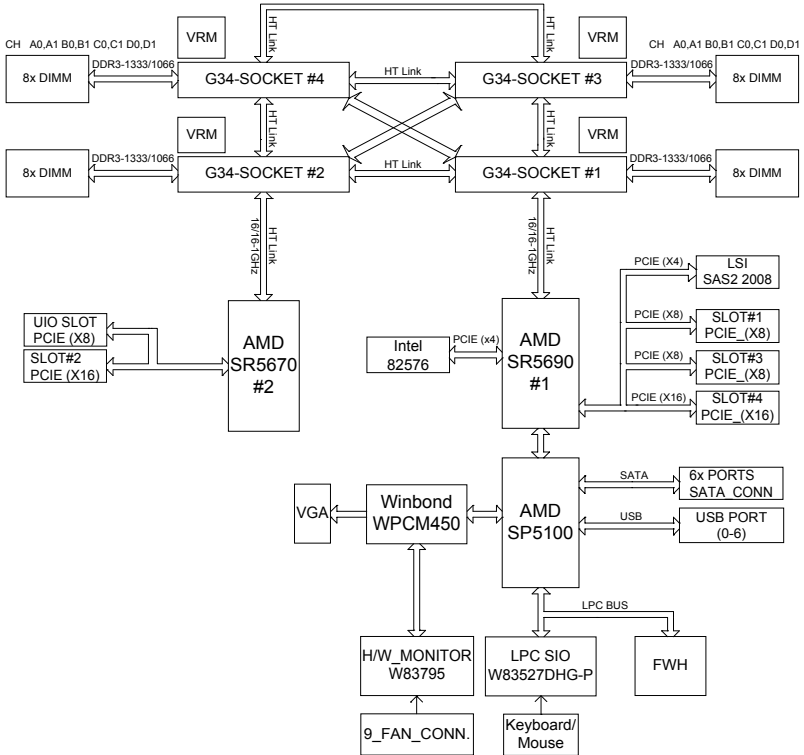 HT Link
HT Link
VRM
VRM
CH A0,A1 B0,B1 C0,C1 D0,D1
CH A0,A1 B0,B1 C0,C1 D0,D1
8x DIMM
DDR3-1333/1066
G34-SOCKET #4
HT Link
G34-SOCKET #3
DDR3-1333/1066
8x DIMM
HT Link
HT Link
VRM
VRM
8x DIMM
DDR3-1333/1066
G34-SOCKET #2
HT Link
G34-SOCKET #1
DDR3-1333/1066
8x DIMM
16/16-1GHz
HT Link
16/16-1GHz
HT Link
UIO SLOT
PCIE (X8)
SLOT#2
PCIE (X16)
AMD
SR5670
#2
Intel
82576
PCIE (x4)
AMD
SR5690
#1
PCIE (X4)
LSI
SAS2 2008
PCIE (X8)
SLOT#1
PCIE_(X8)
PCIE (X8)
SLOT#3
PCIE_(X8)
PCIE (X16)
SLOT#4
PCIE_(X16)
VGA
Winbond
WPCM450
AMD
SP5100
SATA
6x PORTS
SATA_CONN
USB
USB PORT
(0-6)
LPC BUS
H/W_MONITOR
W83795
LPC SIO
W83527DHG-P
FWH
9_FAN_CONN.
Keyboard/
Mouse